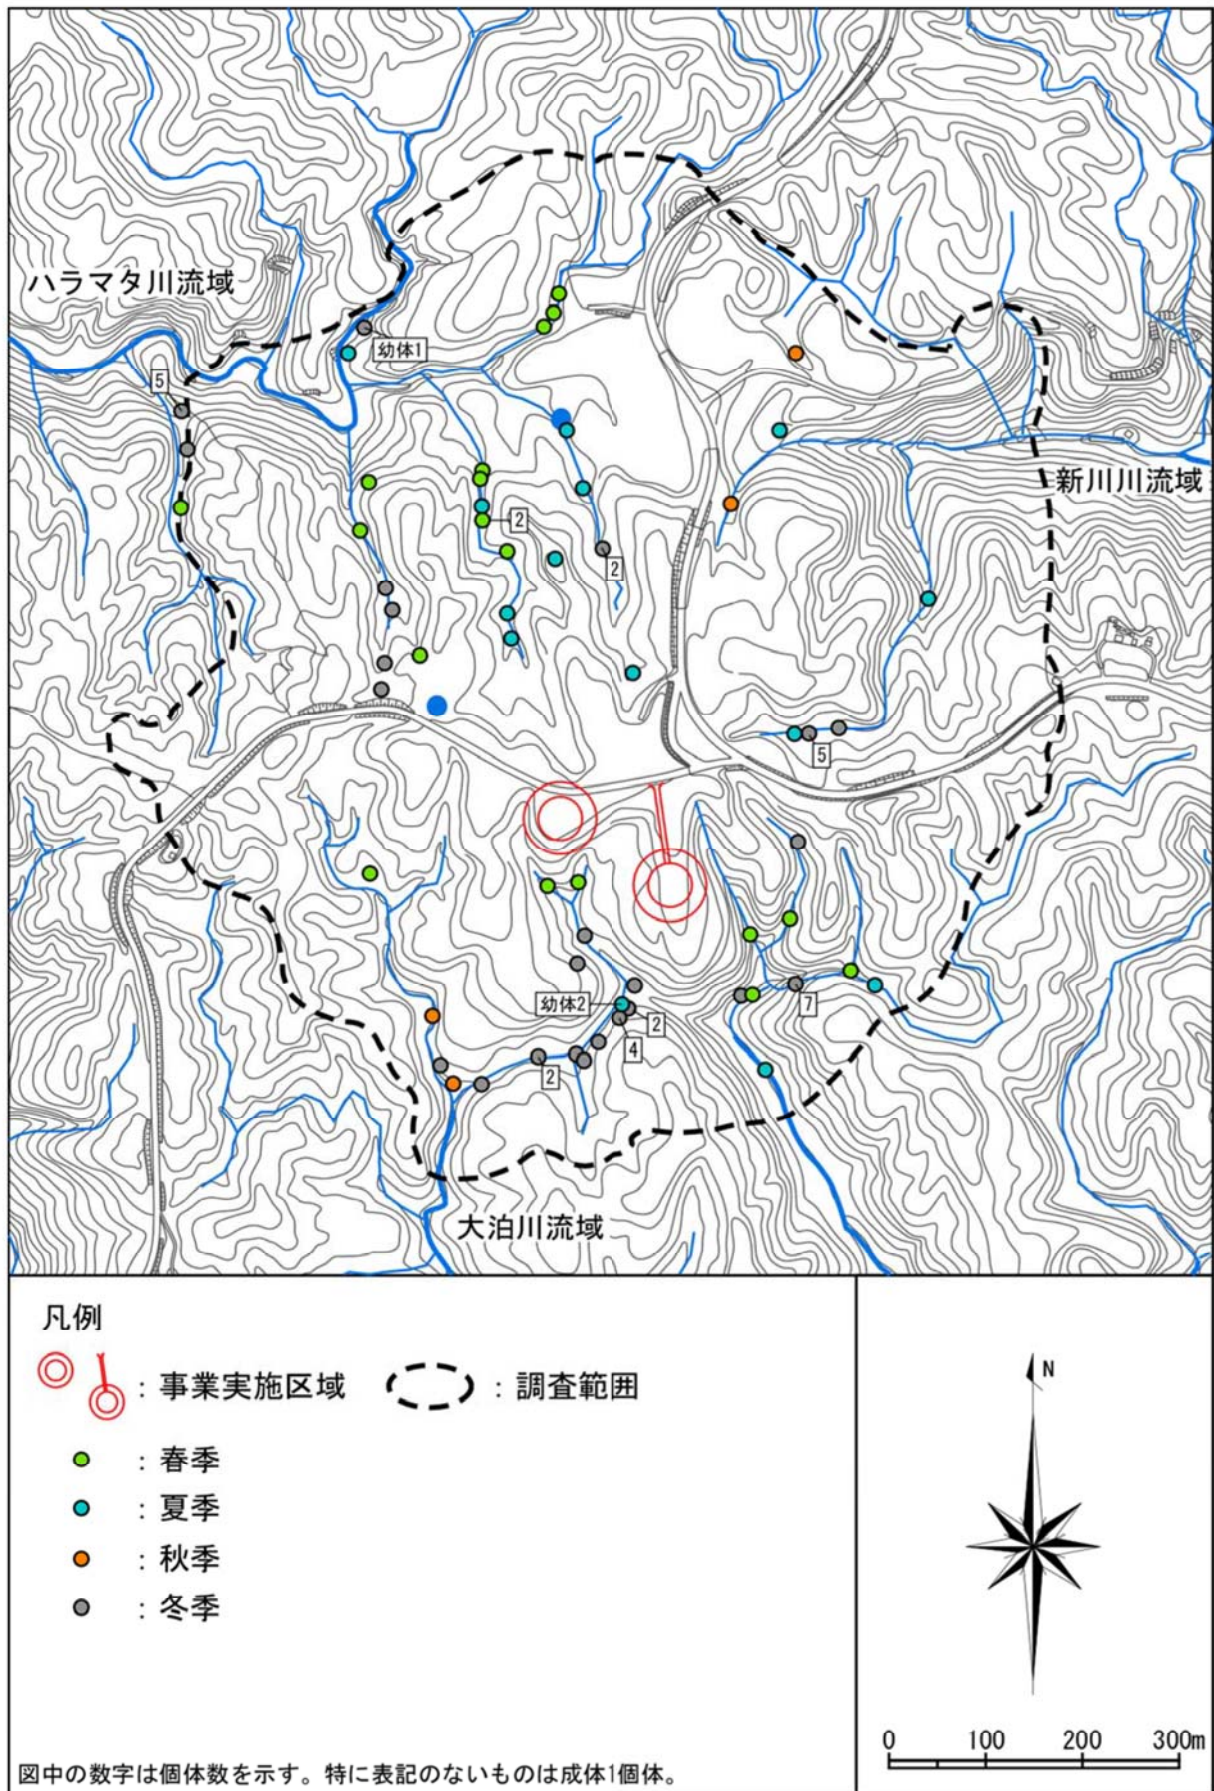 ハラマタ川流域
幼体1
5
新川川流域
2
2
5
幼体2
7
2
4
2
大泊川流域
凡例
：事業実施区域
：調査範囲
：春季
：夏季
：秋季
：冬季
N
0 100 200 300m
図中の数字は個体数を示す。特に表記のないものは成体1個体。